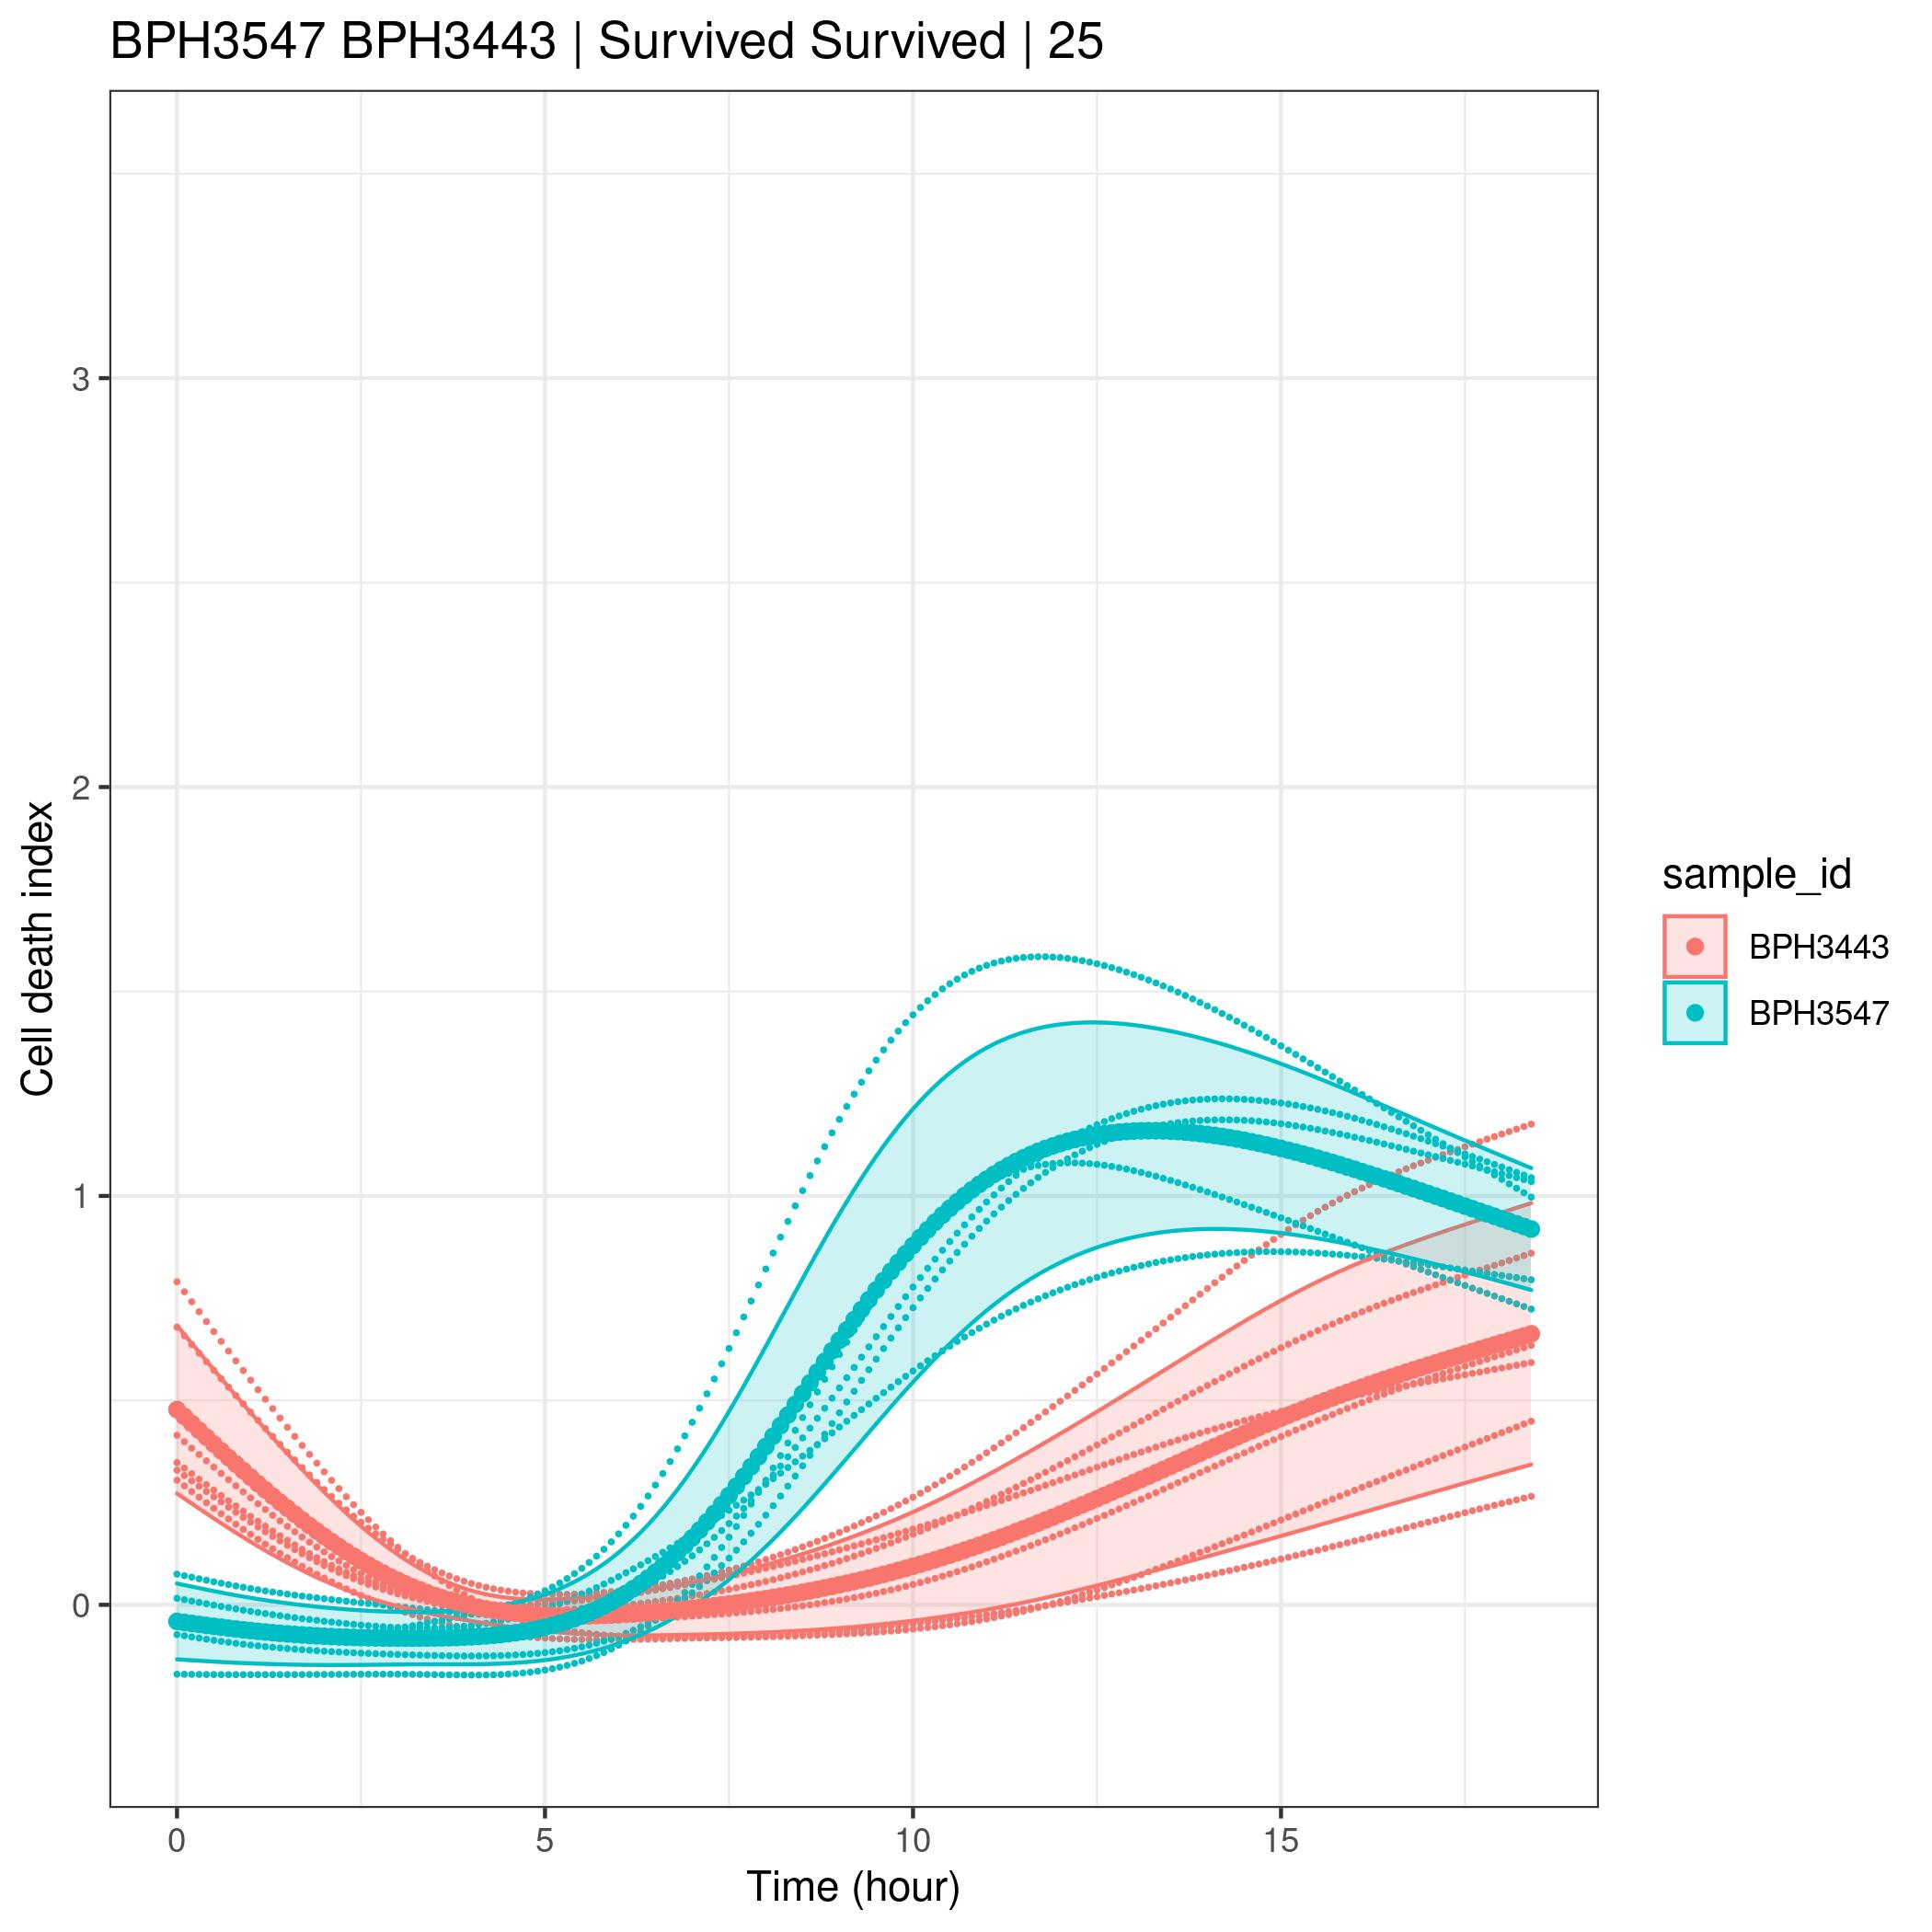 BPH3547 BPH3443 | Survived Survived | 25
3
2
1
0
Cell death index
0 5 10 15
Time (hour)
sample_id
BPH3443
BPH3547